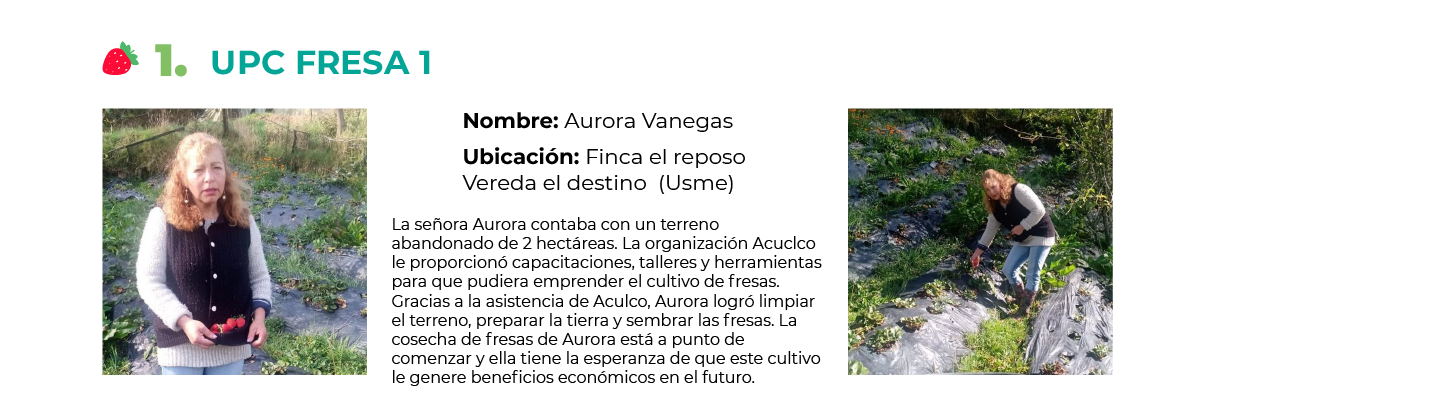 1. UPC FRESA 1
Nombre: Aurora Vanegas
Ubicación: Finca el reposo
Vereda el destino (Usme)
La señora Aurora contaba con un terreno
abandonado de 2 hectáreas. La organización Acuclco
le proporcionó capacitaciones, talleres y herramientas
para que pudiera emprender el cultivo de fresas.
Gracias a la asistencia de Aculco, Aurora logró limpiar
el terreno, preparar la tierra y sembrar las fresas. La
cosecha de fresas de Aurora está a punto de
comenzar y ella tiene la esperanza de que este cultivo
le genere beneficios económicos en el futuro.